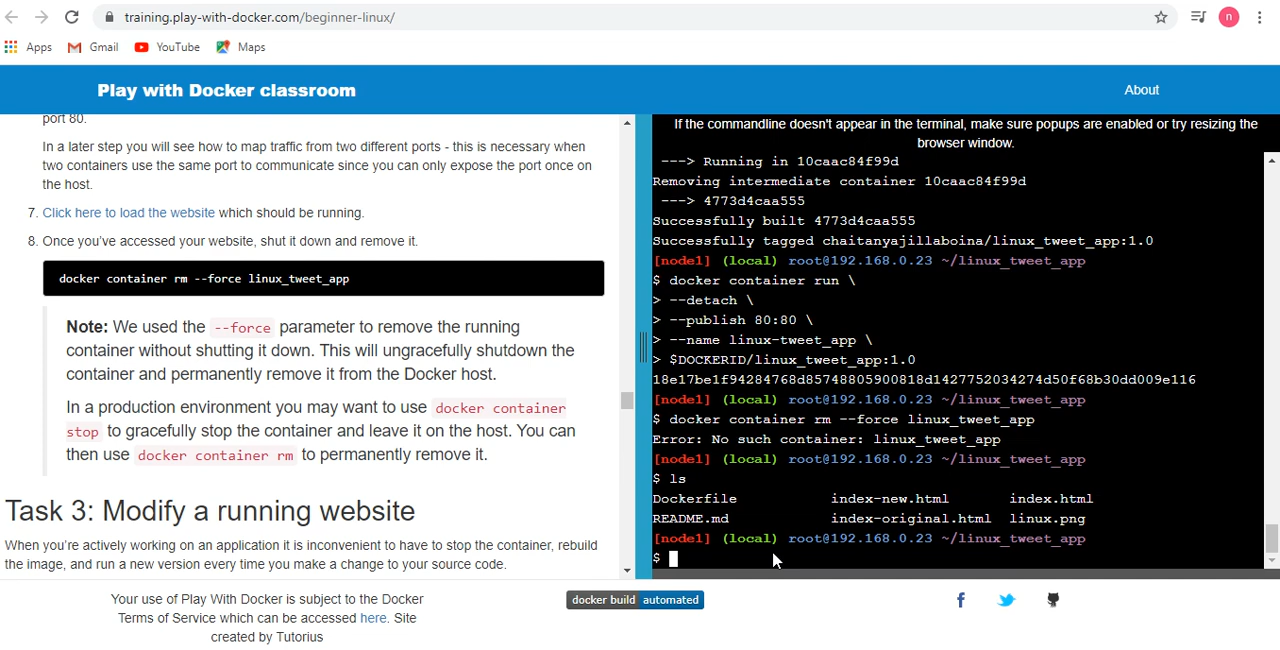 training.play-with-docker.com/beginner-linux/
n
Apps
Gmail
YouTube
Maps
Play with Docker classroom
About
port 80.
In a later step you will see how to map traffic from two different ports - this is necessary when
two containers use the same port to communicate since you can only expose the port once on
the host.
7. Click here to load the website which should be running.
8. Once you've accessed your website, shut it down and remove it.
docker container rm --force linux_tweet_app
Note: We used the --force parameter to remove the running
container without shutting it down. This will ungracefully shutdown the
container and permanently remove it from the Docker host.
In a production environment you may want to use docker container
stop to gracefully stop the container and leave it on the host. You can
then use docker container rm to permanently remove it.
Task 3: Modify a running website
When you're actively working on an application it is inconvenient to have to stop the container, rebuild
the image, and run a new version every time you make a change to your source code.
If the commandline doesn't appear in the terminal, make sure popups are enabled or try resizing the
browser window.
---> Running in 10caac84f99d
Removing intermediate container 10caac84f99d
---> 4773d4caa555
Successfully built 4773d4caa555
Successfully tagged chaitanyajillaboina/linux_tweet_app:1.0
[node1] (local) root@192.168.0.23 ~/linux_tweet_app
$ docker container run \
> --detach \
> --publish 80:80 \
> --name linux-tweet_app \
> $DOCKERID/linux_tweet_app:1.0
18e17be1f94284768d85748805900818d1427752034274d50f68b30dd009e116
[node1] (local) root@192.168.0.23 ~/linux_tweet_app
$ docker container rm --force linux_tweet_app
Error: No such container: linux_tweet_app
[node1] (local) root@192.168.0.23 ~/linux_tweet_app
$ ls
Dockerfile index-new.html index.html
README.md index-original.html linux.png
[node1] (local) root@192.168.0.23 ~/linux_tweet_app
$
Your use of Play With Docker is subject to the Docker
Terms of Service which can be accessed here. Site
created by Tutorius
docker build automated